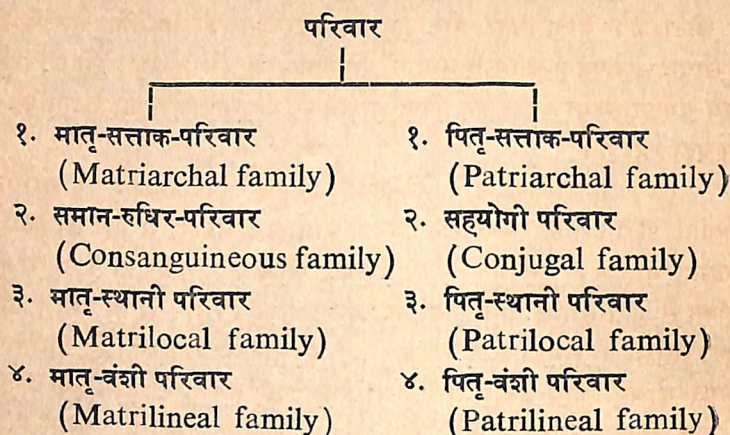 परिवार
१. मातृ-सत्ताक-परिवार
(Matriarchal family)
२. समान-रुधिर-परिवार
(Consanguineous family)
३. मातृ-स्थानी परिवार
(Matrilocal family)
४. मातृ-वंशी परिवार
(Matrilineal family)
१. पितृ-सत्ताक-परिवार
(Patriarchal family)
२. सहयोगी परिवार
(Conjugal family)
३. पितृ-स्थानी परिवार
(Patrilocal family)
४. पितृ-वंशी परिवार
(Patrilineal family)